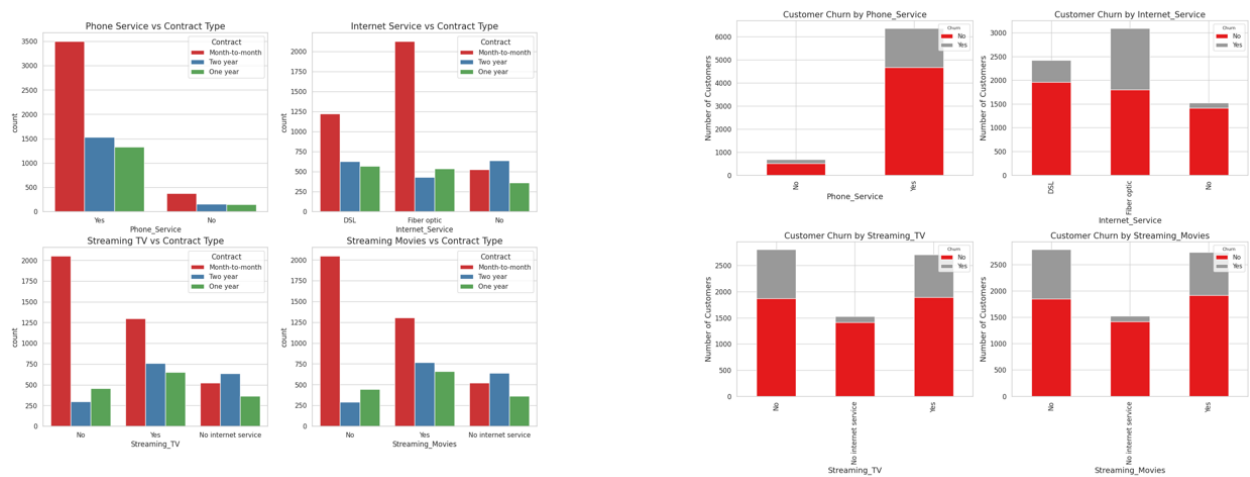 Phone Service vs Contract Type
Contract
Month-to-month
Two year
One year
count
3500
3000
2500
2000
1500
1000
500
0
Yes
No
Phone_Service
Internet Service vs Contract Type
Contract
Month-to-month
Two year
One year
count
2000
1750
1500
1250
1000
750
500
250
0
DSL
Fiber optic
No
Internet_Service
Streaming TV vs Contract Type
Contract
Month-to-month
Two year
One year
count
2000
1750
1500
1250
1000
750
500
250
0
No
Yes
No internet service
Streaming_TV
Streaming Movies vs Contract Type
Contract
Month-to-month
Two year
One year
count
2000
1750
1500
1250
1000
750
500
250
0
No
Yes
No internet service
Streaming_Movies
Customer Churn by Phone_Service
Churn
No
Yes
Number of Customers
6000
5000
4000
3000
2000
1000
0
No
Yes
Phone_Service
Customer Churn by Internet_Service
Churn
No
Yes
Number of Customers
3000
2500
2000
1500
1000
500
0
DSL
Fiber optic
No
Internet_Service
Customer Churn by Streaming_TV
Churn
No
Yes
Number of Customers
2500
2000
1500
1000
500
0
No
No internet service
Yes
Streaming_TV
Customer Churn by Streaming_Movies
Churn
No
Yes
Number of Customers
2500
2000
1500
1000
500
0
No
No internet service
Yes
Streaming_Movies